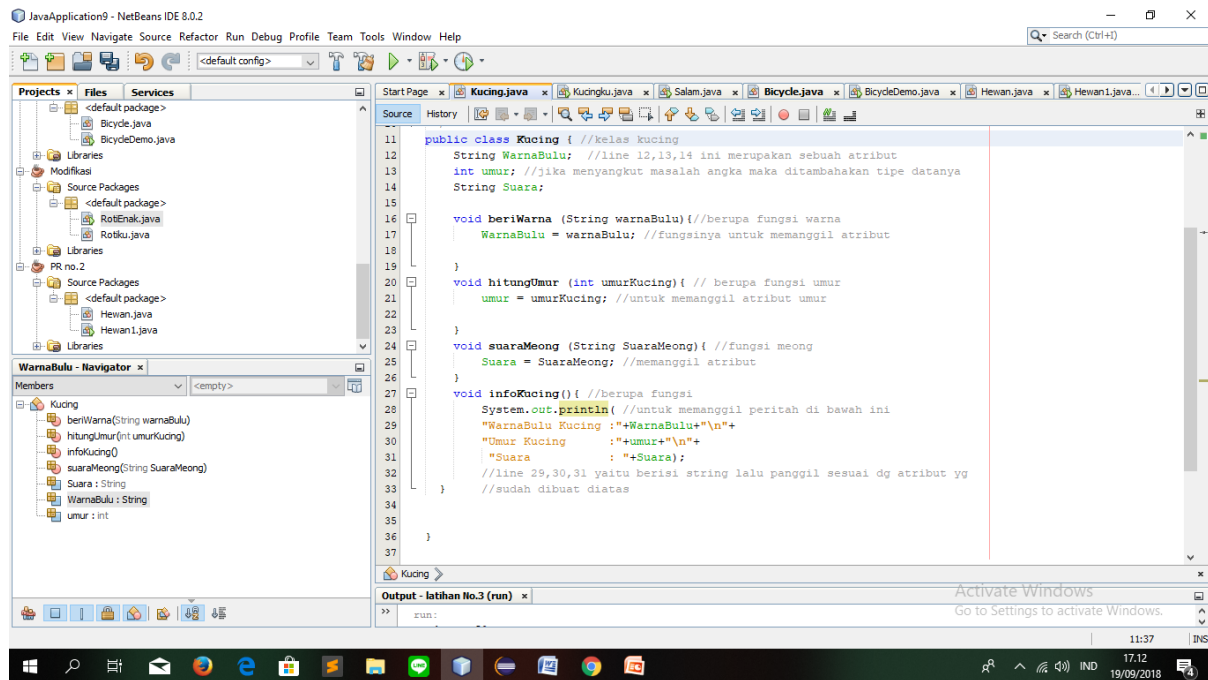 JavaApplication9 - NetBeans IDE 8.0.2
File Edit View Navigate Source Refactor Run Debug Profile Team Tools Window Help
Search (Ctrl+I)
<default config>
Projects Files Services
<default package>
Bicycle.java
BicycleDemo.java
Libraries
Modifikasi
Source Packages
<default package>
RotiEnak.java
Rotiku.java
Libraries
PR no.2
Source Packages
<default package>
Hewan.java
Hewan1.java
Libraries
WarnaBulu - Navigator
Members <empty>
Kucing
beriWarna(String warnaBulu)
hitungUmur(int umurKucing)
infoKucing()
suaraMeong(String SuaraMeong)
Suara : String
WarnaBulu : String
umur : int
Start Page Kucing.java Kucingku.java Salam.java Bicycle.java BicycleDemo.java Hewan.java Hewan1.java...
Source History
11 public class Kucing { //kelas kucing
12 String WarnaBulu; //line 12,13,14 ini merupakan sebuah atribut
13 int umur; //jika menyangkut masalah angka maka ditambahakan tipe datanya
14 String Suara;
15
16 void beriWarna (String warnaBulu){//berupa fungsi warna
17 WarnaBulu = warnaBulu; //fungsinya untuk memanggil atribut
18
19 }
20 void hitungUmur (int umurKucing){ // berupa fungsi umur
21 umur = umurKucing; //untuk memanggil atribut umur
22
23 }
24 void suaraMeong (String SuaraMeong){ //fungsi meong
25 Suara = SuaraMeong; //memanggil atribut
26 }
27 void infoKucing(){ //berupa fungsi
28 System.out.println( //untuk memanggil peritah di bawah ini
29 "WarnaBulu Kucing :"+WarnaBulu+"\n"+
30 "Umur Kucing :"+umur+"\n"+
31 "Suara : "+Suara);
32 //line 29,30,31 yaitu berisi string lalu panggil sesuai dg atribut yg
33 } //sudah dibuat diatas
34
35
36 }
37
Kucing
Output - latihan No.3 (run)
run:
Activate Windows
Go to Settings to activate Windows.
11:37 INS
IND
17.12
19/09/2018
4